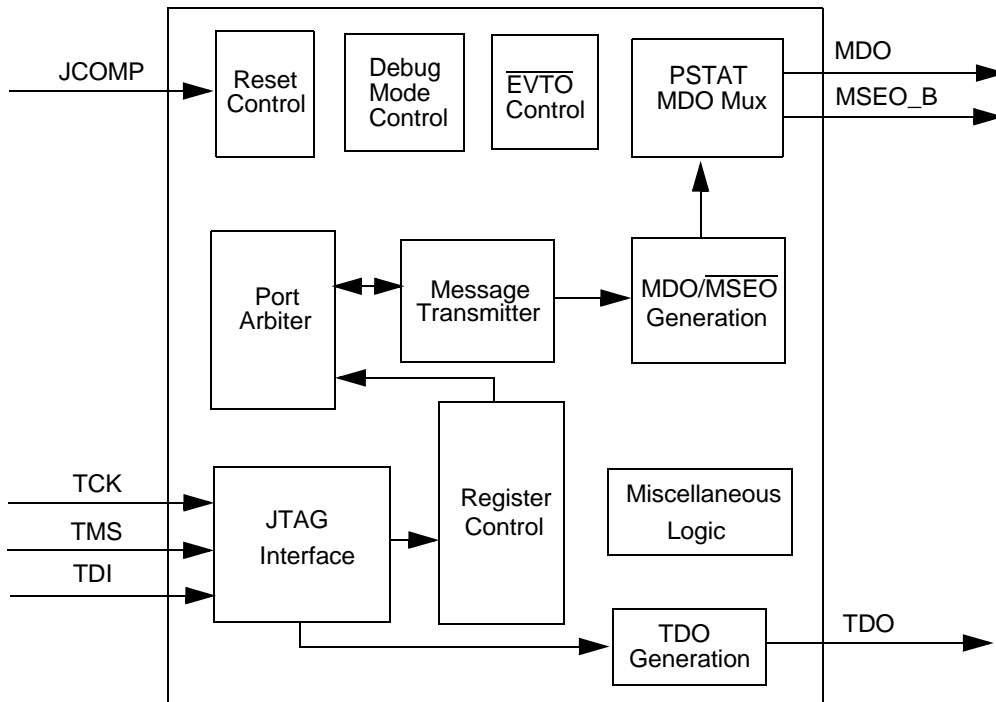 JCOMP
Reset
Control
Debug
Mode
Control
EVTO
Control
PSTAT
MDO Mux
MDO
MSEO_B
Port
Arbiter
Message
Transmitter
MDO/MSEO
Generation
TCK
TMS
TDI
JTAG
Interface
Register
Control
Miscellaneous
Logic
TDO
Generation
TDO